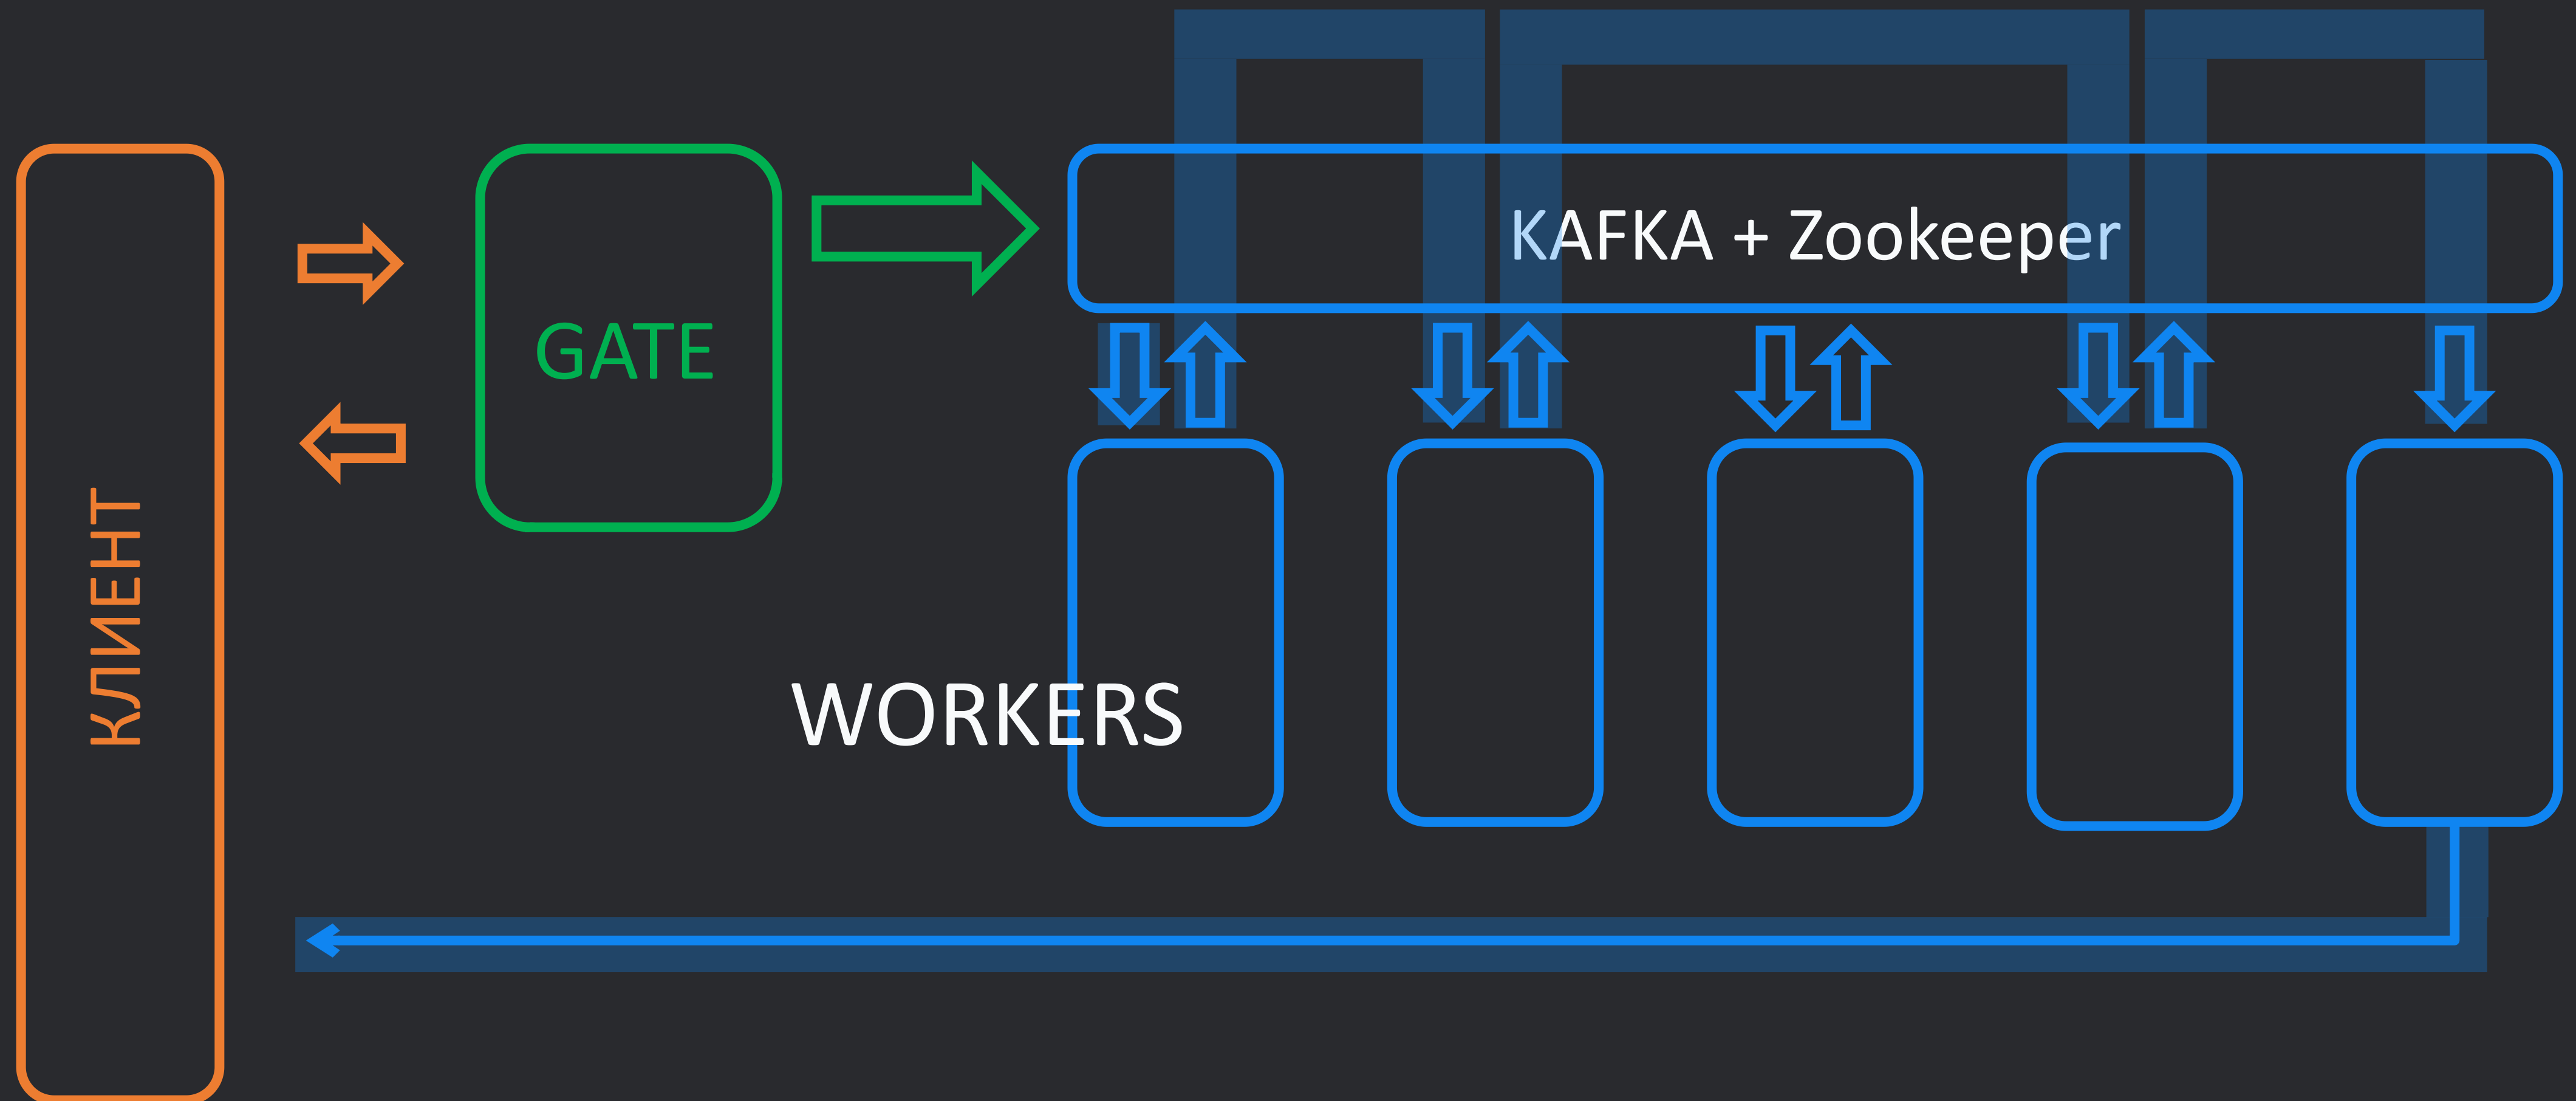 КЛИЕНТ
GATE
KAFKA + Zookeeper
WORKERS